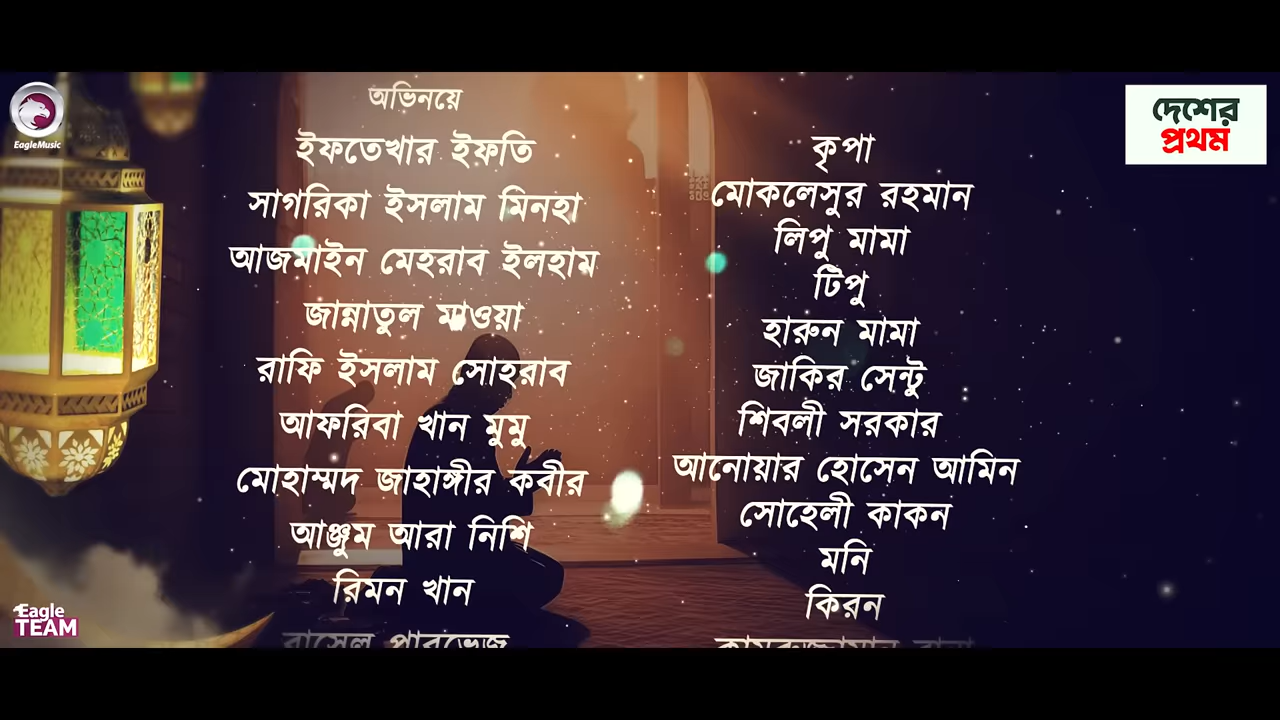 EagleMusic
দেশের
প্রথম
অভিনয়ে
ইফতেখার ইফতি
সাগরিকা ইসলাম মিনহা
আজমাইন মেহরাব ইলহাম
জান্নাতুল মাওয়া
রাফি ইসলাম সোহরাব
আফরিবা খান মুমু
মোহাম্মদ জাহাঙ্গীর কবীর
আঞ্জুম আরা নিশি
রিমন খান
রাসেল পারভেজ
কৃপা
মোকলেসুর রহমান
লিপু মামা
টিপু
হারুন মামা
জাকির সেন্টু
শিবলী সরকার
আনোয়ার হোসেন আমিন
সোহেলী কাকন
মনি
কিরন
Eagle
TEAM